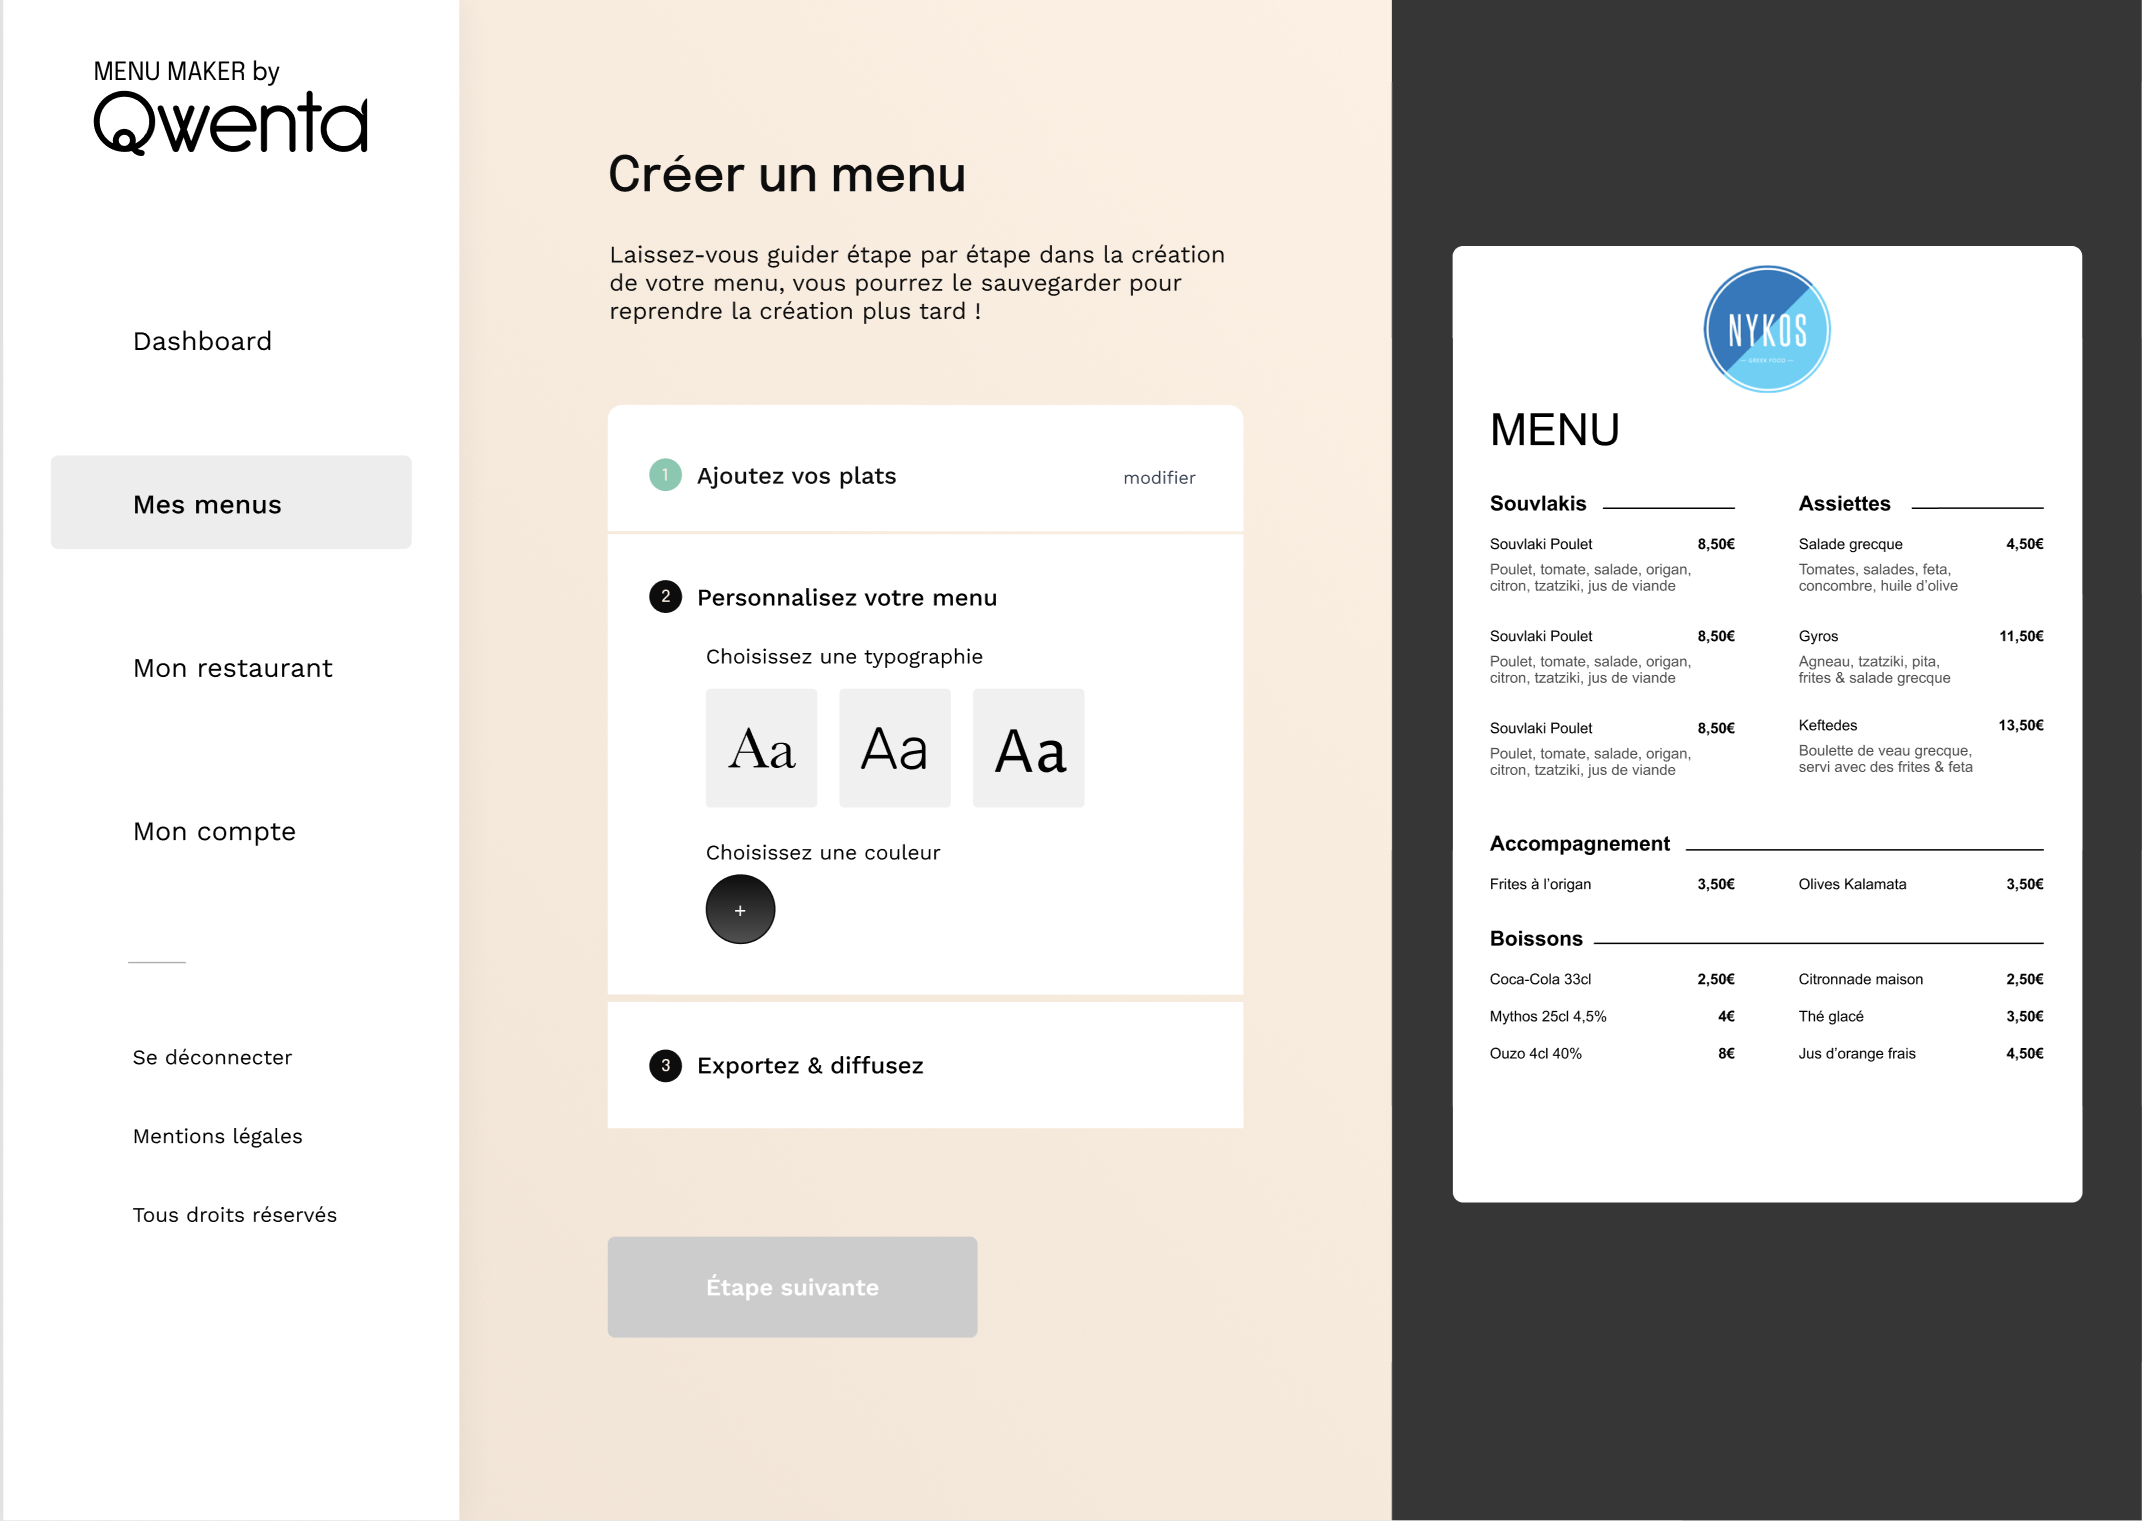 MENU MAKER by
Qwenta
Dashboard
Mes menus
Mon restaurant
Mon compte
Se déconnecter
Mentions légales
Tous droits réservés
Créer un menu
Laissez-vous guider étape par étape dans la création
de votre menu, vous pourrez le sauvegarder pour
reprendre la création plus tard !
1 Ajoutez vos plats modifier
2 Personnalisez votre menu
Choisissez une typographie
Aa Aa Aa
Choisissez une couleur
+
3 Exportez & diffusez
Étape suivante
NYKOS
— GREEK FOOD —
MENU
Souvlakis
Souvlaki Poulet 8,50€
Poulet, tomate, salade, origan,
citron, tzatziki, jus de viande
Souvlaki Poulet 8,50€
Poulet, tomate, salade, origan,
citron, tzatziki, jus de viande
Souvlaki Poulet 8,50€
Poulet, tomate, salade, origan,
citron, tzatziki, jus de viande
Assiettes
Salade grecque 4,50€
Tomates, salades, feta,
concombre, huile d'olive
Gyros 11,50€
Agneau, tzatziki, pita,
frites & salade grecque
Keftedes 13,50€
Boulette de veau grecque,
servi avec des frites & feta
Accompagnement
Frites à l'origan 3,50€ Olives Kalamata 3,50€
Boissons
Coca-Cola 33cl 2,50€ Citronnade maison 2,50€
Mythos 25cl 4,5% 4€ Thé glacé 3,50€
Ouzo 4cl 40% 8€ Jus d'orange frais 4,50€